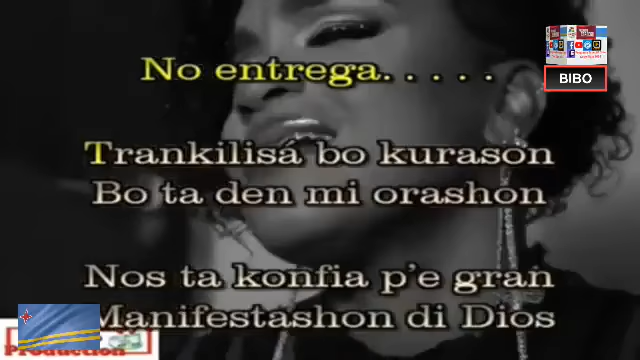 No entrega. . . . .
BIBO
Trankilisá bo kurason
Bo ta den mi orashon
Nos ta konfia p'e gran
Manifestashon di Dios
Production